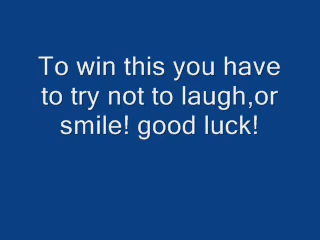 To win this you have
to try not to laugh,or
smile! good luck!